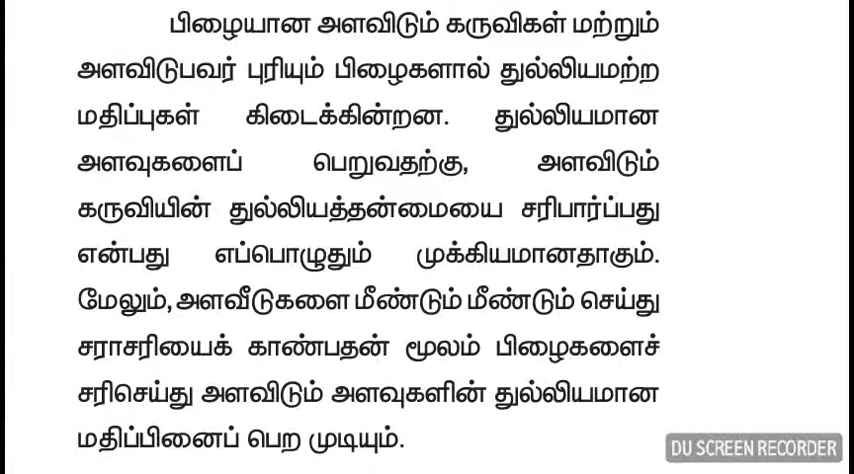 பிழையான அளவிடும் கருவிகள் மற்றும்
அளவிடுபவர் புரியும் பிழைகளால் துல்லியமற்ற
மதிப்புகள் கிடைக்கின்றன. துல்லியமான
அளவுகளைப் பெறுவதற்கு, அளவிடும்
கருவியின் துல்லியத்தன்மையை சரிபார்ப்பது
என்பது எப்பொழுதும் முக்கியமானதாகும்.
மேலும், அளவீடுகளை மீண்டும் மீண்டும் செய்து
சராசரியைக் காண்பதன் மூலம் பிழைகளைச்
சரிசெய்து அளவிடும் அளவுகளின் துல்லியமான
மதிப்பினைப் பெற முடியும்.
DU SCREEN RECORDER